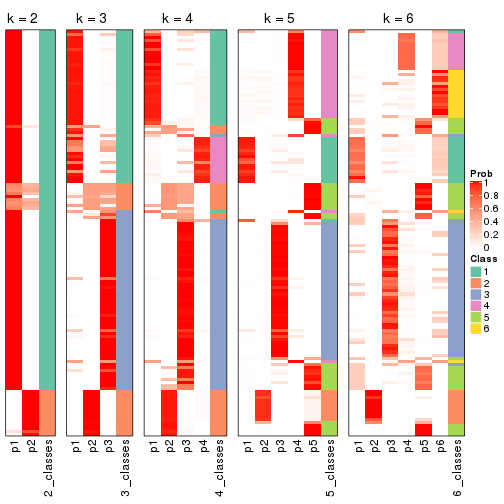 k = 2
k = 3
k = 4
k = 5
k = 6
Prob
1
0.8
0.6
0.4
0.2
0
Class
1
2
3
4
5
6
p1
p2
2_classes
p1
p2
p3
3_classes
p1
p2
p3
p4
4_classes
p1
p2
p3
p4
p5
5_classes
p1
p2
p3
p4
p5
p6
6_classes